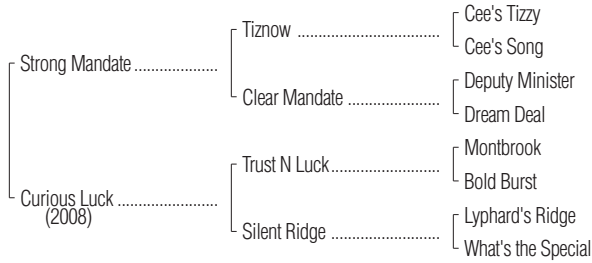 Cee's Tizzy
Tiznow ..............................
Cee's Song
Strong Mandate ..................
Deputy Minister
Clear Mandate ...................
Dream Deal
Montbrook
Trust N Luck......................
Bold Burst
Curious Luck ......................
(2008)
Lyphard's Ridge
Silent Ridge .......................
What's the Special